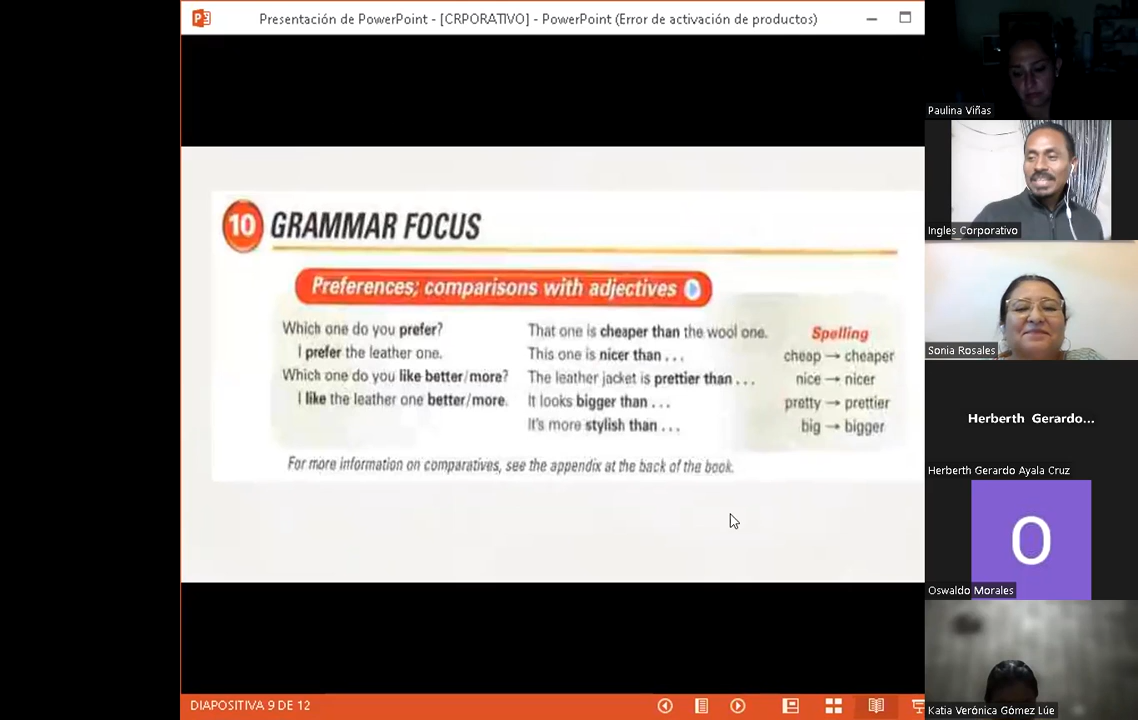 Presentación de PowerPoint - [CRPORATIVO] - PowerPoint (Error de activación de productos)
10 GRAMMAR FOCUS
Preferences; comparisons with adjectives
Which one do you prefer?
I prefer the leather one.
Which one do you like better/more?
I like the leather one better/more.
That one is cheaper than the wool one.
This one is nicer than . . .
The leather jacket is prettier than . . .
It looks bigger than . . .
It's more stylish than . . .
Spelling
cheap → cheaper
nice → nicer
pretty → prettier
big → bigger
For more information on comparatives, see the appendix at the back of the book.
DIAPOSITIVA 9 DE 12
Paulina Viñas
Ingles Corporativo
Sonia Rosales
Herberth Gerardo...
Herberth Gerardo Ayala Cruz
O
Oswaldo Morales
Katia Verónica Gómez Lúe